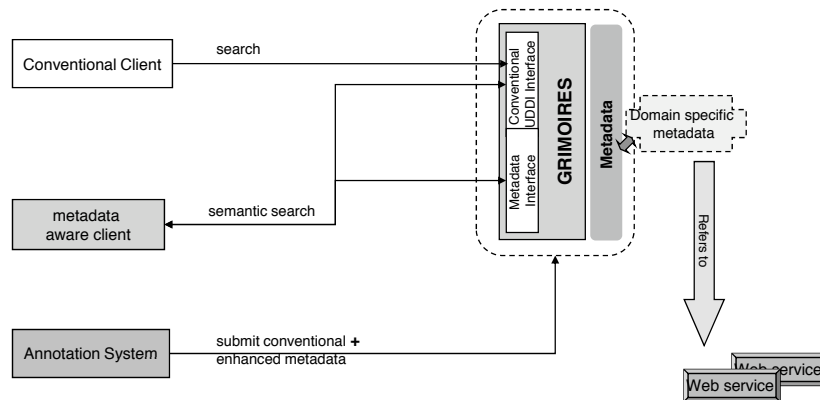 search
Conventional Client
Conventional
UDDI Interface
Metadata
Interface
GRIMOIRES
Metadata
Domain specific
metadata
metadata
aware client
semantic search
Refers to
Annotation System
submit conventional +
enhanced metadata
Web service
Web service